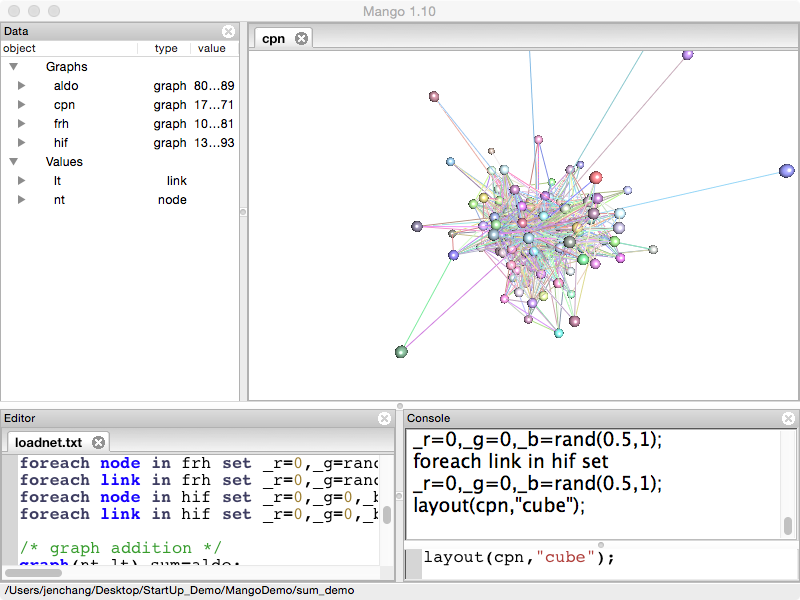 Mango 1.10
Data
object type value
Graphs
aldo graph 80...89
cpn graph 17...71
frh graph 10...81
hif graph 13...93
Values
lt link
nt node
cpn
Editor
loadnet.txt
foreach node in frh set _r=0,_g=rand
foreach link in frh set _r=0,_g=rand
foreach node in hif set _r=0,_g=0,_b
foreach link in hif set _r=0,_g=0,_b
/* graph addition */
graph(nt,lt) sum=aldo;
Console
_r=0,_g=0,_b=rand(0.5,1);
foreach link in hif set
_r=0,_g=0,_b=rand(0.5,1);
layout(cpn,"cube");
layout(cpn,"cube");
/Users/jenchang/Desktop/StartUp_Demo/MangoDemo/sum_demo